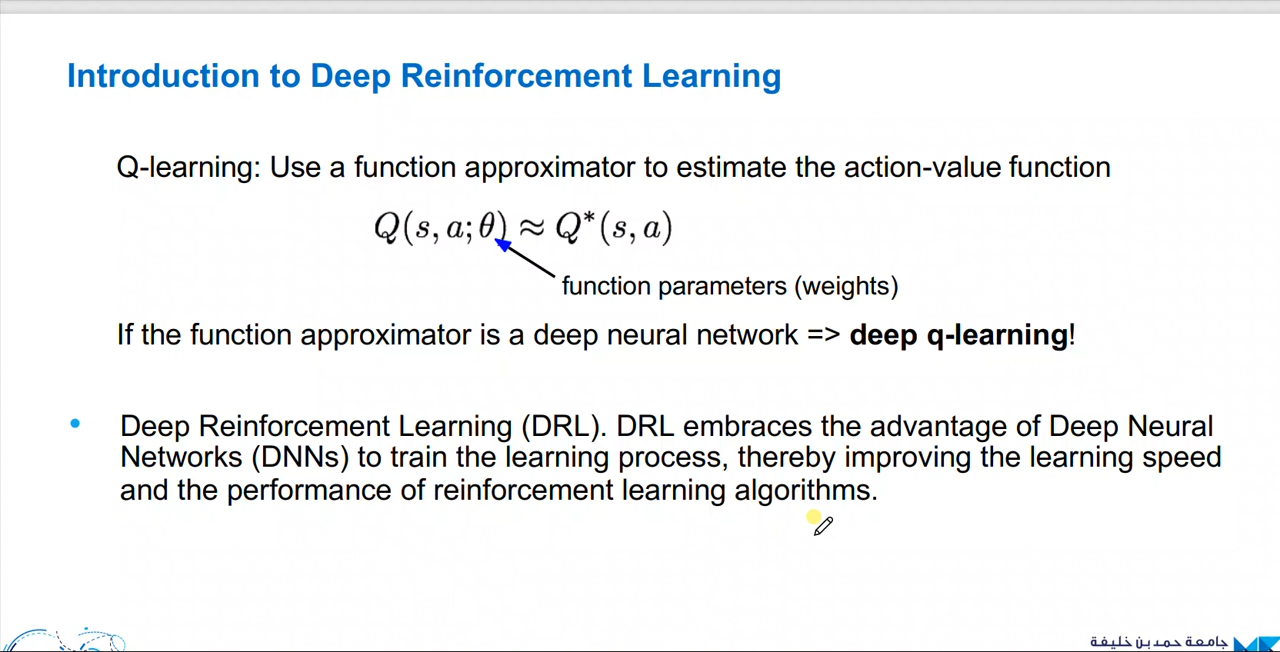 Introduction to Deep Reinforcement Learning
Q-learning: Use a function approximator to estimate the action-value function
Q(s, a; θ) ≈ Q*(s, a)
function parameters (weights)
If the function approximator is a deep neural network => deep q-learning!
• Deep Reinforcement Learning (DRL). DRL embraces the advantage of Deep Neural
Networks (DNNs) to train the learning process, thereby improving the learning speed
and the performance of reinforcement learning algorithms.
جامعة حمد بن خليفة